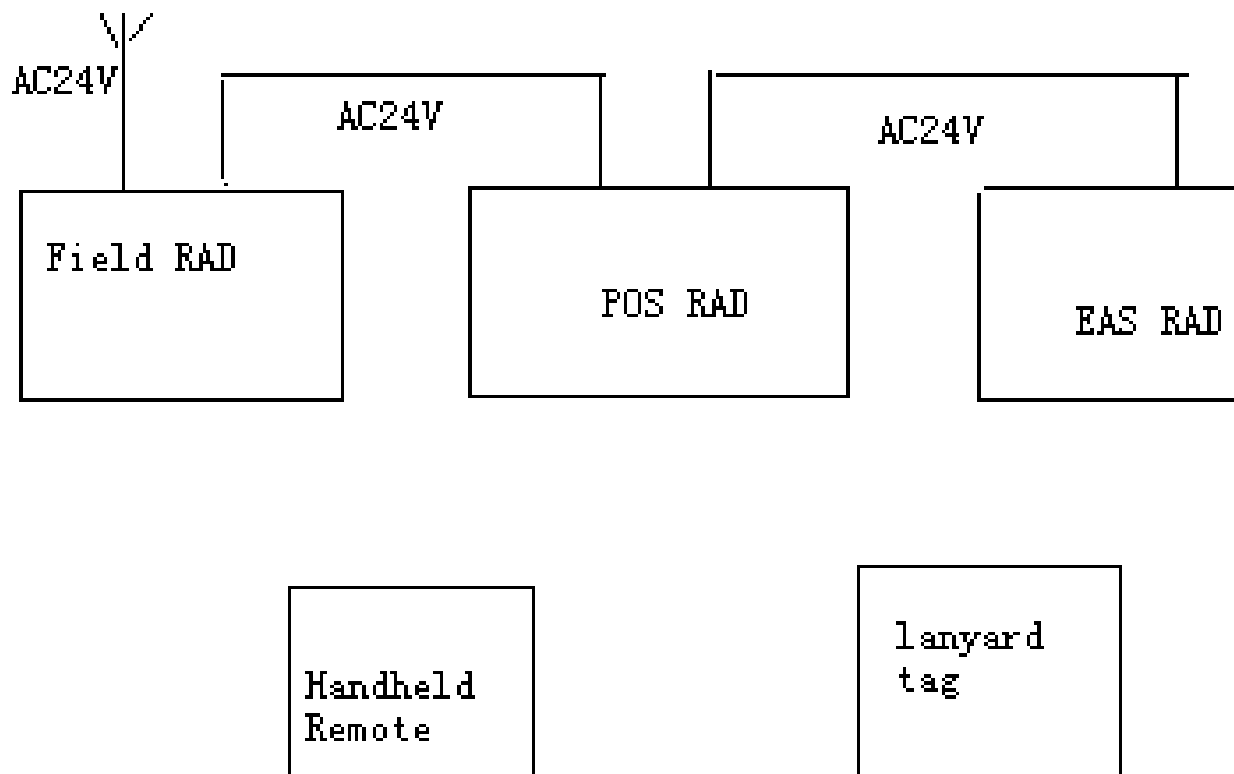 AC24V
AC24V
AC24V
Field RAD
POS RAD
EAS RAD
lanyard
tag
Handheld
Remote